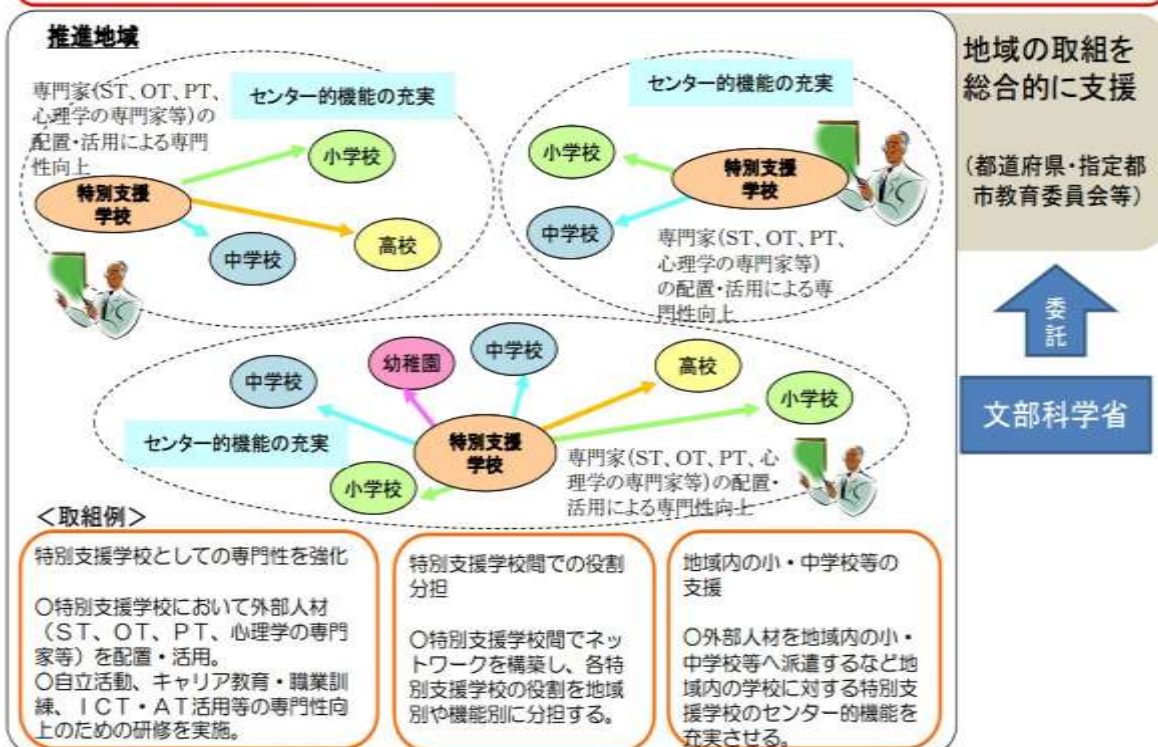 推進地域
専門家(ST、OT、PT、
心理学の専門家等)の
配置・活用による専門
性向上
センター的機能の充実
小学校
特別支援
学校
中学校
高校
センター的機能の充実
小学校
特別支援
学校
中学校
専門家(ST、OT、PT、
心理学の専門家等)
の配置・活用による専
門性向上
中学校
幼稚園
中学校
高校
小学校
センター的機能の充実
特別支援
学校
小学校
専門家(ST、OT、PT、心
理学の専門家等)の配置・
活用による専門性向上
地域の取組を
総合的に支援
(都道府県・指定都
市教育委員会等)
委
託
文部科学省
<取組例>
特別支援学校としての専門性を強化
○特別支援学校において外部人材
(ST、OT、PT、心理学の専門
家等)を配置・活用。
○自立活動、キャリア教育・職業訓
練、ICT・AT活用等の専門性向
上のための研修を実施。
特別支援学校間での役割
分担
○特別支援学校間でネッ
トワークを構築し、各特
別支援学校の役割を地域
別や機能別に分担する。
地域内の小・中学校等の
支援
○外部人材を地域内の小・
中学校等へ派遣するなど地
域内の学校に対する特別支
援学校のセンター的機能を
充実させる。